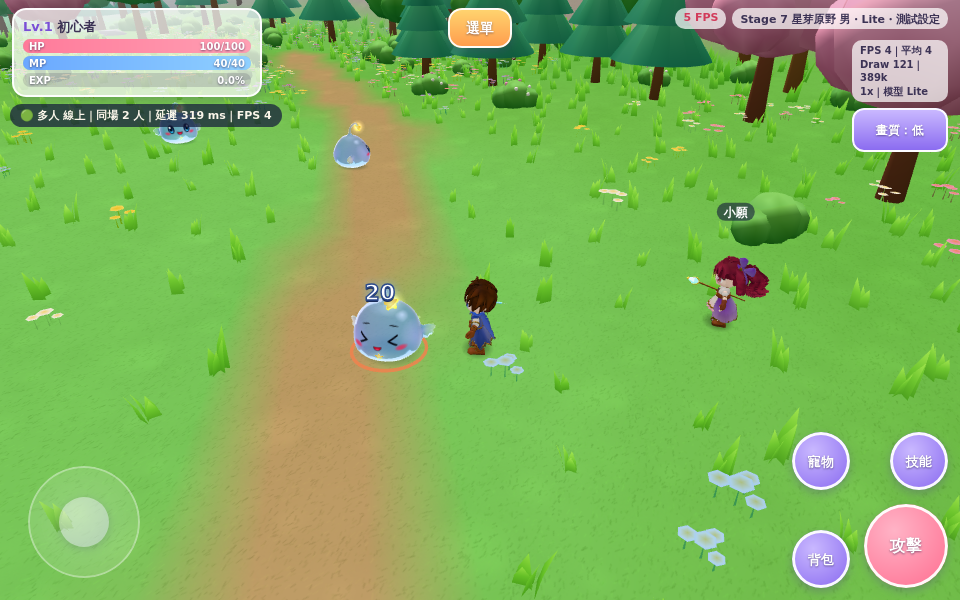 Lv.1 初心者
HP 100/100
MP 40/40
EXP 0.0%
多人 線上 | 同場 2 人 | 延遲 319 ms | FPS 4
選單
5 FPS
Stage 7 星芽原野 男・Lite・測試設定
FPS 4 | 平均 4
Draw 121 |
389k
1x | 模型 Lite
畫質：低
小願
20
寵物
技能
背包
攻擊